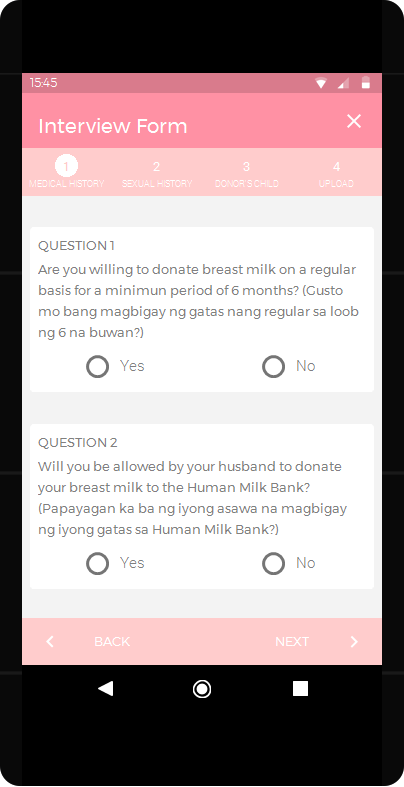 15:45
Interview Form
1 2 3 4
MEDICAL HISTORY SEXUAL HISTORY DONOR'S CHILD UPLOAD
QUESTION 1
Are you willing to donate breast milk on a regular
basis for a minimun period of 6 months? (Gusto
mo bang magbigay ng gatas nang regular sa loob
ng 6 na buwan?)
Yes No
QUESTION 2
Will you be allowed by your husband to donate
your breast milk to the Human Milk Bank?
(Papayagan ka ba ng iyong asawa na magbigay
ng iyong gatas sa Human Milk Bank?)
Yes No
BACK NEXT